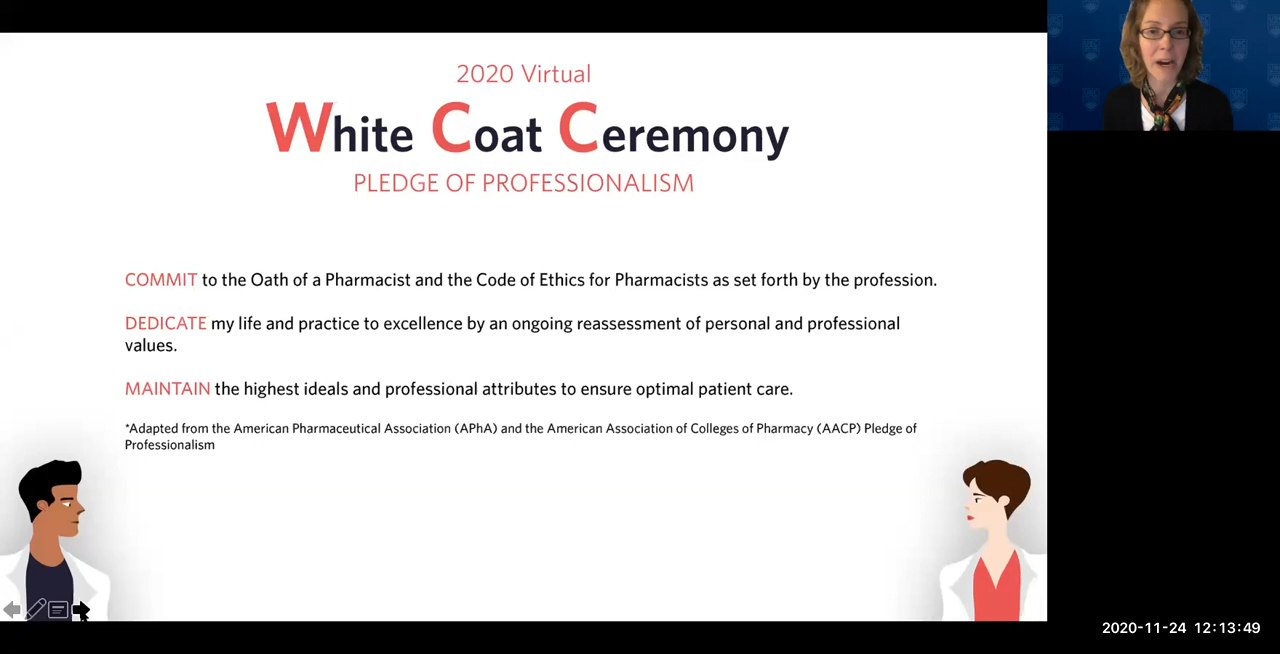 2020 Virtual
White Coat Ceremony
PLEDGE OF PROFESSIONALISM
COMMIT to the Oath of a Pharmacist and the Code of Ethics for Pharmacists as set forth by the profession.
DEDICATE my life and practice to excellence by an ongoing reassessment of personal and professional
values.
MAINTAIN the highest ideals and professional attributes to ensure optimal patient care.
*Adapted from the American Pharmaceutical Association (APhA) and the American Association of Colleges of Pharmacy (AACP) Pledge of
Professionalism
2020-11-24 12:13:49